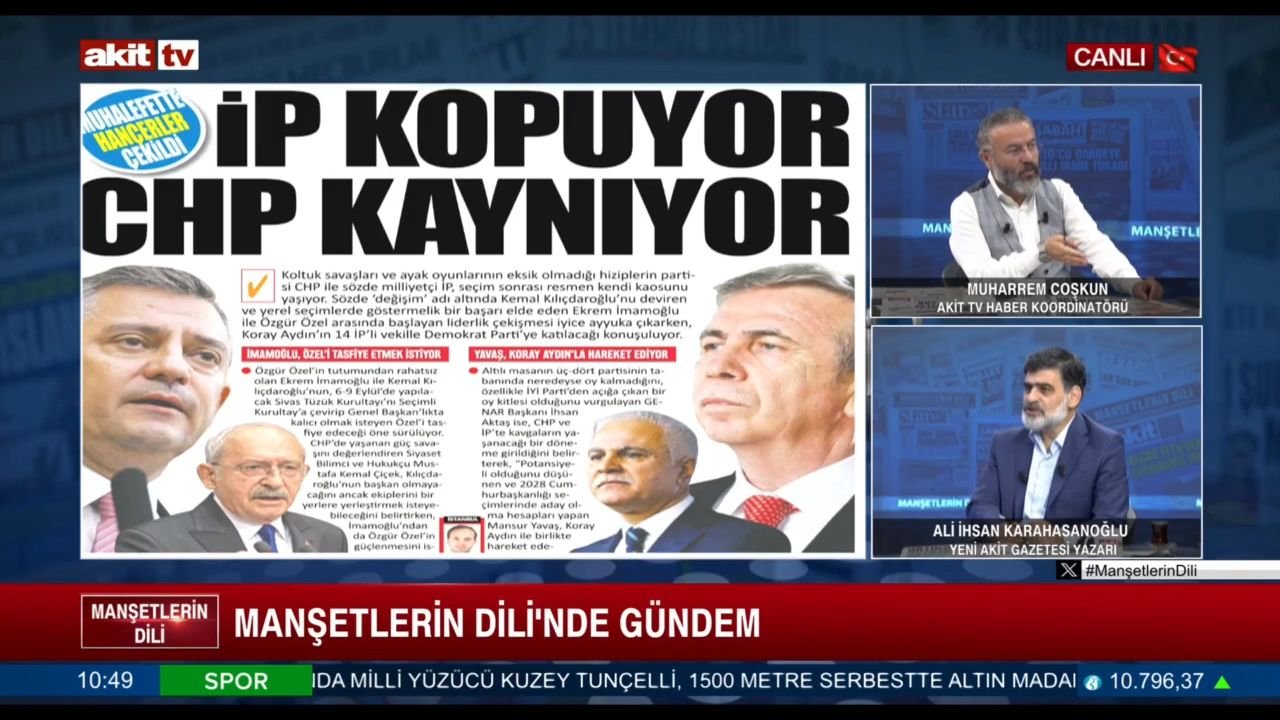 akit tv
CANLI
MUHALEFETTE
HANÇERLER
ÇEKİLDİ
İP KOPUYOR
CHP KAYNIYOR
Koltuk savaşları ve ayak oyunlarının eksik olmadığı hiziplerin parti-
si CHP ile sözde milliyetçi İP, seçim sonrası resmen kendi kaosunu
yaşıyor. Sözde 'değişim' adı altında Kemal Kılıçdaroğlu'nu deviren
ve yerel seçimlerde göstermelik bir başarı elde eden Ekrem İmamoğlu
ile Özgür Özel arasında başlayan liderlik çekişmesi iyice ayyuka çıkarken,
Koray Aydın'ın 14 İP'li vekille Demokrat Parti'ye katılacağı konuşuluyor.
İMAMOĞLU, ÖZEL'İ TASFİYE ETMEK İSTİYOR
Özgür Özel'in tutumundan rahatsız
olan Ekrem İmamoğlu ile Kemal Kı-
lıçdaroğlu'nun, 6-9 Eylül'de yapıla-
cak Sivas Tüzük Kurultayı'nı Seçimli
Kurultay'a çevirip Genel Başkan'lıkta
kalıcı olmak isteyen Özel'i tas-
fiye edeceği öne sürülüyor.
CHP'de yaşanan güç sava-
şını değerlendiren Siyaset
Bilimci ve Hukukçu Mus-
tafa Kemal Çiçek, Kılıçda-
roğlu'nun başkan olmaya-
cağını ancak ekiplerini bir
yerlere yerleştirmek isteye-
bileceğini belirtirken,
İmamoğlu'ndan
da Özgür Özel'in
güçlenmesini is-
İSTANBUL
YAVAŞ, KORAY AYDIN'LA HAREKET EDİYOR
Altılı masanın üç-dört partisinin ta-
banında neredeyse oy kalmadığını,
özellikle İYİ Parti'den açığa çıkan bir
oy kitlesi olduğunu vurgulayan GE-
NAR Başkanı İhsan
Aktaş ise, CHP ve
İP'te kavgaların ya-
şanacağı bir döne-
me girildiğini belir-
terek, "Potansiye-
li olduğunu düşü-
nen ve 2028 Cum-
hurbaşkanlığı se-
çimlerinde aday ol-
ma hesapları yapan
Mansur Yavaş, Koray
Aydın ile birlikte
hareket ede-
MUHARREM COŞKUN
AKİT TV HABER KOORDİNATÖRÜ
ALİ İHSAN KARAHASANOĞLU
YENİ AKİT GAZETESİ YAZARI
#ManşetlerinDili
MANŞETLERİN
DİLİ
MANŞETLERİN DİLİ'NDE GÜNDEM
10:49
SPOR
NDA MİLLİ YÜZÜCÜ KUZEY TUNÇELLİ, 1500 METRE SERBESTTE ALTIN MADAL
10.796,37